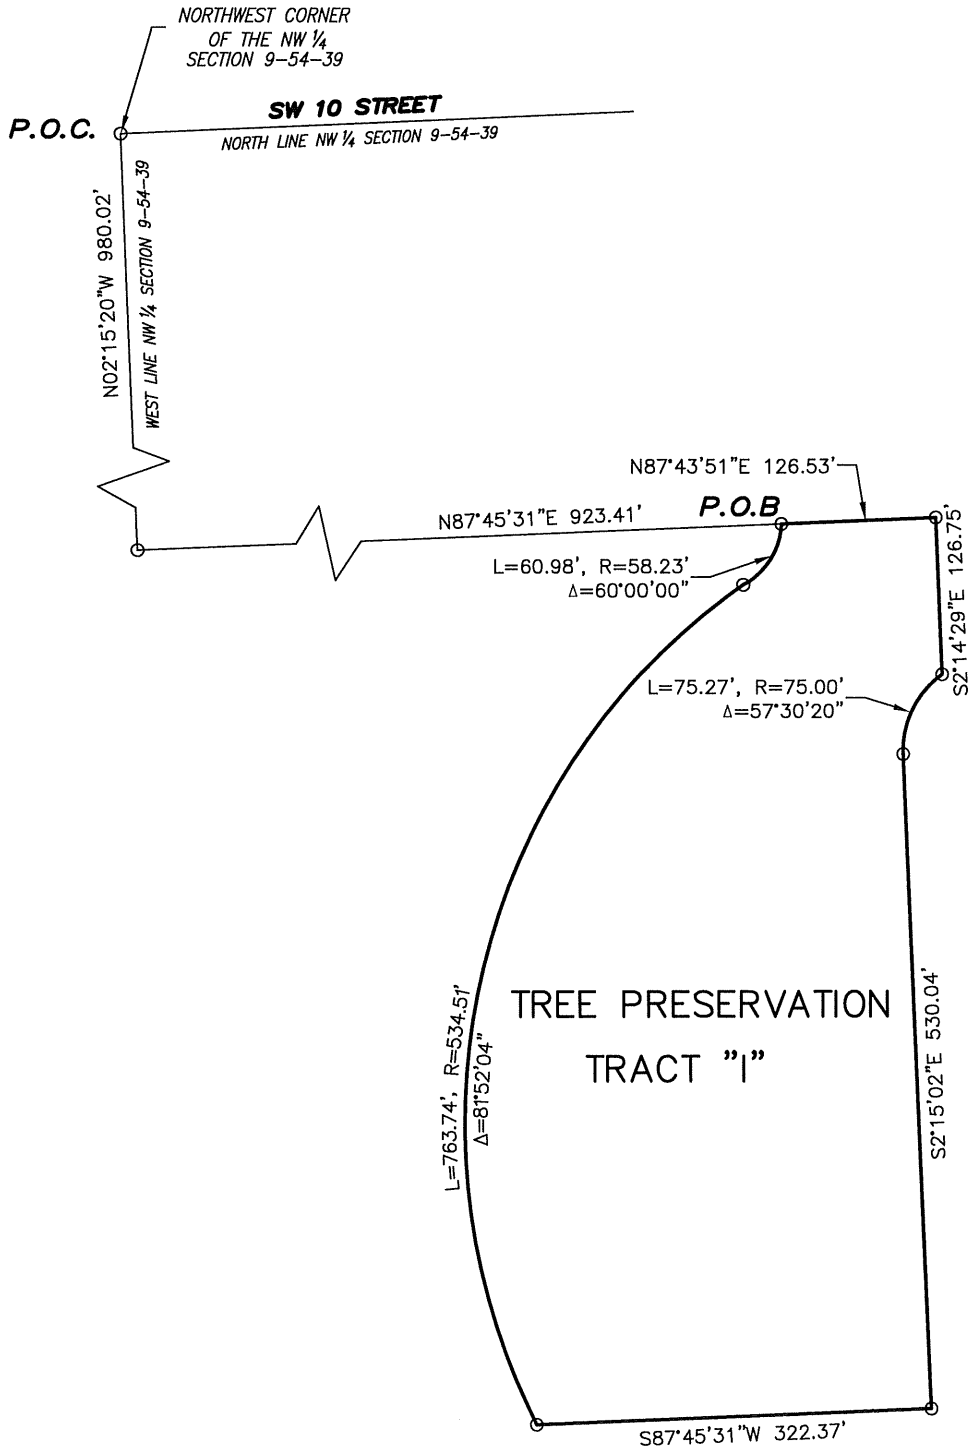 NORTHWEST CORNER
OF THE NW ¼
SECTION 9-54-39
P.O.C.
SW 10 STREET
NORTH LINE NW ¼ SECTION 9-54-39
N02°15'20"W 980.02'
WEST LINE NW ¼ SECTION 9-54-39
N87°43'51"E 126.53'
N87°45'31"E 923.41'
P.O.B
L=60.98', R=58.23'
Δ=60°00'00"
S2°14'29"E 126.75'
L=75.27', R=75.00'
Δ=57°30'20"
L=763.74', R=534.51'
Δ=81°52'04"
TREE PRESERVATION
TRACT "I"
S2°15'02"E 530.04'
S87°45'31"W 322.37'